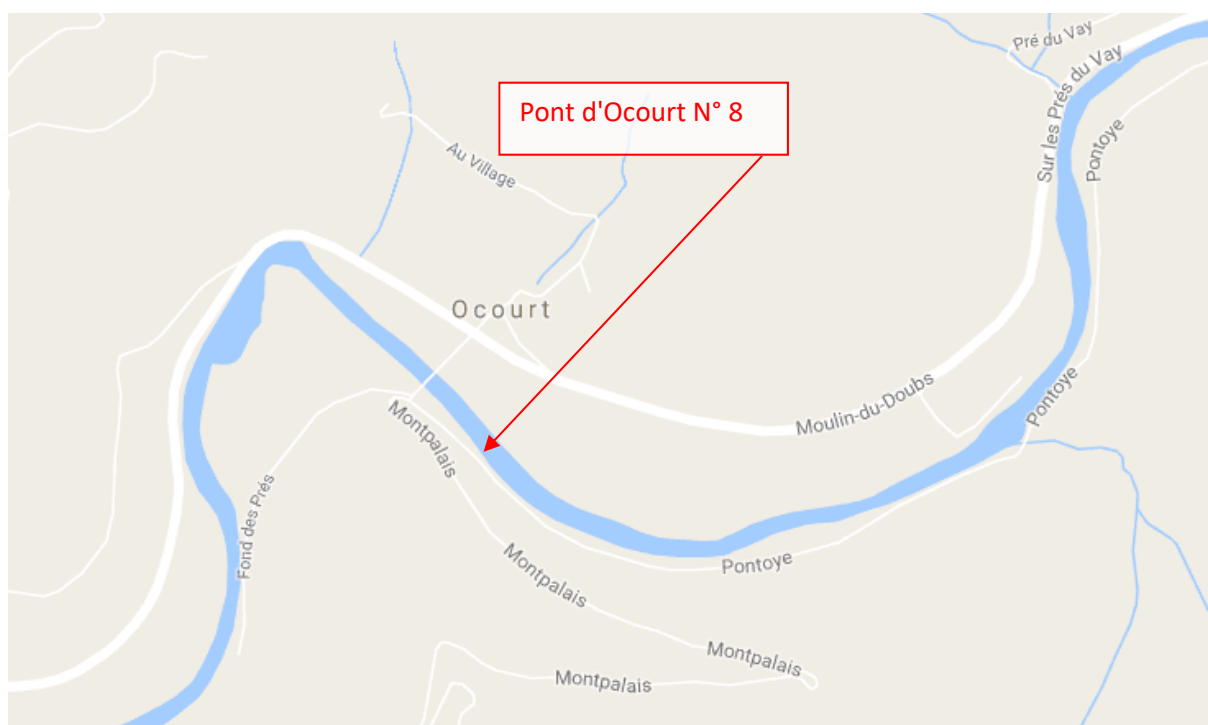 Pré du Vay
Pont d'Ocourt N° 8
Sur les Prés du Vay
Pontoye
Au Village
Ocourt
Moulin-du-Doubs
Pontoye
Montpalais
Fond des Prés
Montpalais
Pontoye
Montpalais
Montpalais